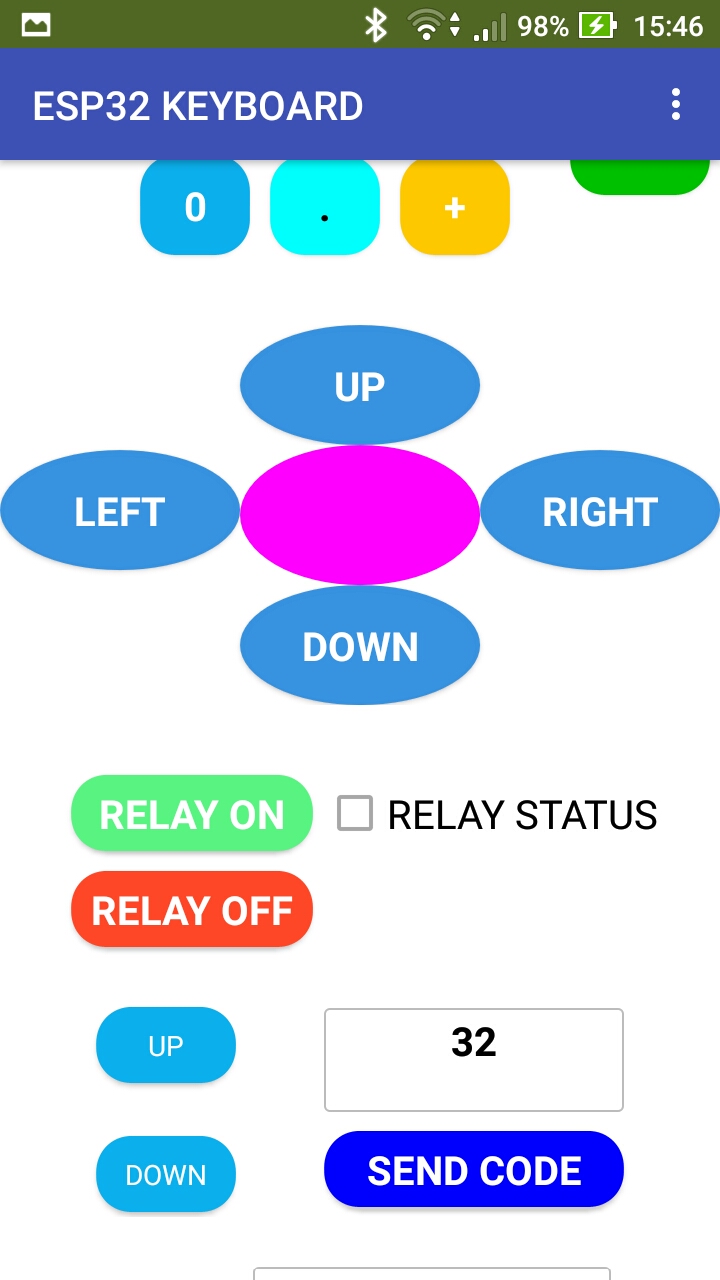 98% 15:46
ESP32 KEYBOARD
0 . +
UP
LEFT RIGHT
DOWN
RELAY ON RELAY STATUS
RELAY OFF
UP 32
DOWN SEND CODE